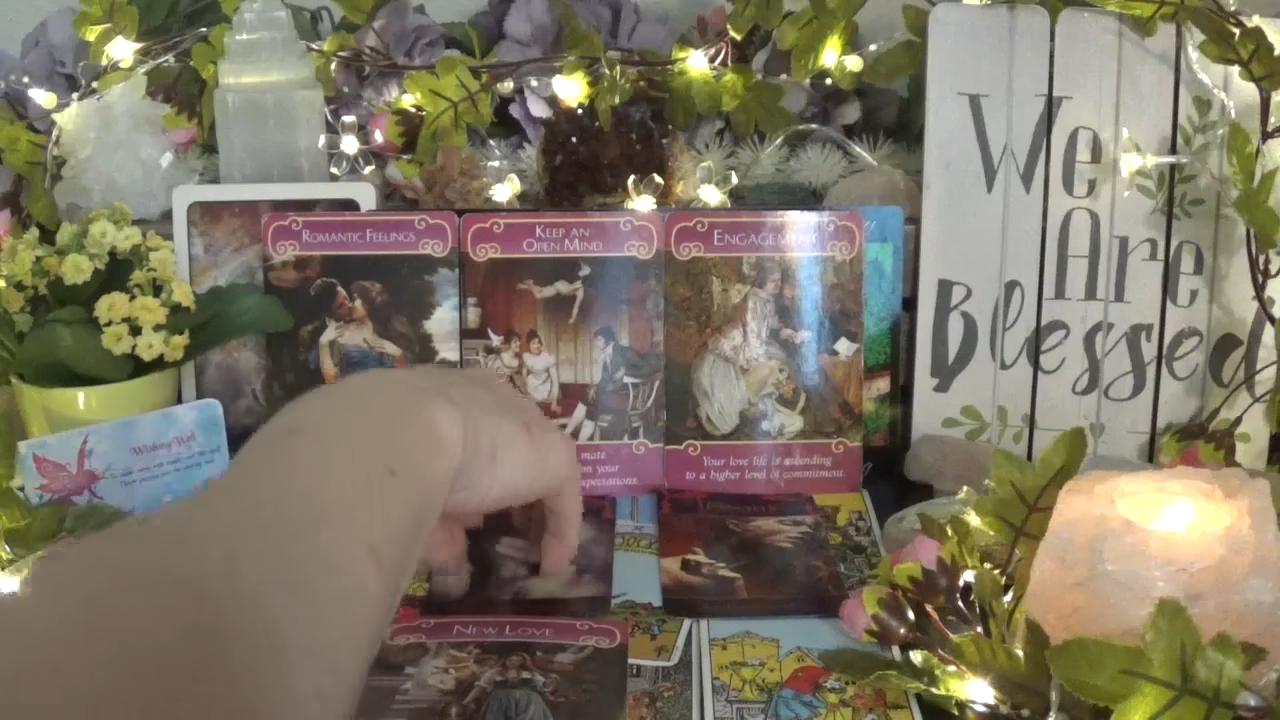 We
Are
Blessed
ROMANTIC FEELINGS
KEEP AN
OPEN MIND
ENGAGEMENT
mate
your
expectations.
Your love life is ascending
to a higher level of commitment.
Wishing Well
NEW LOVE